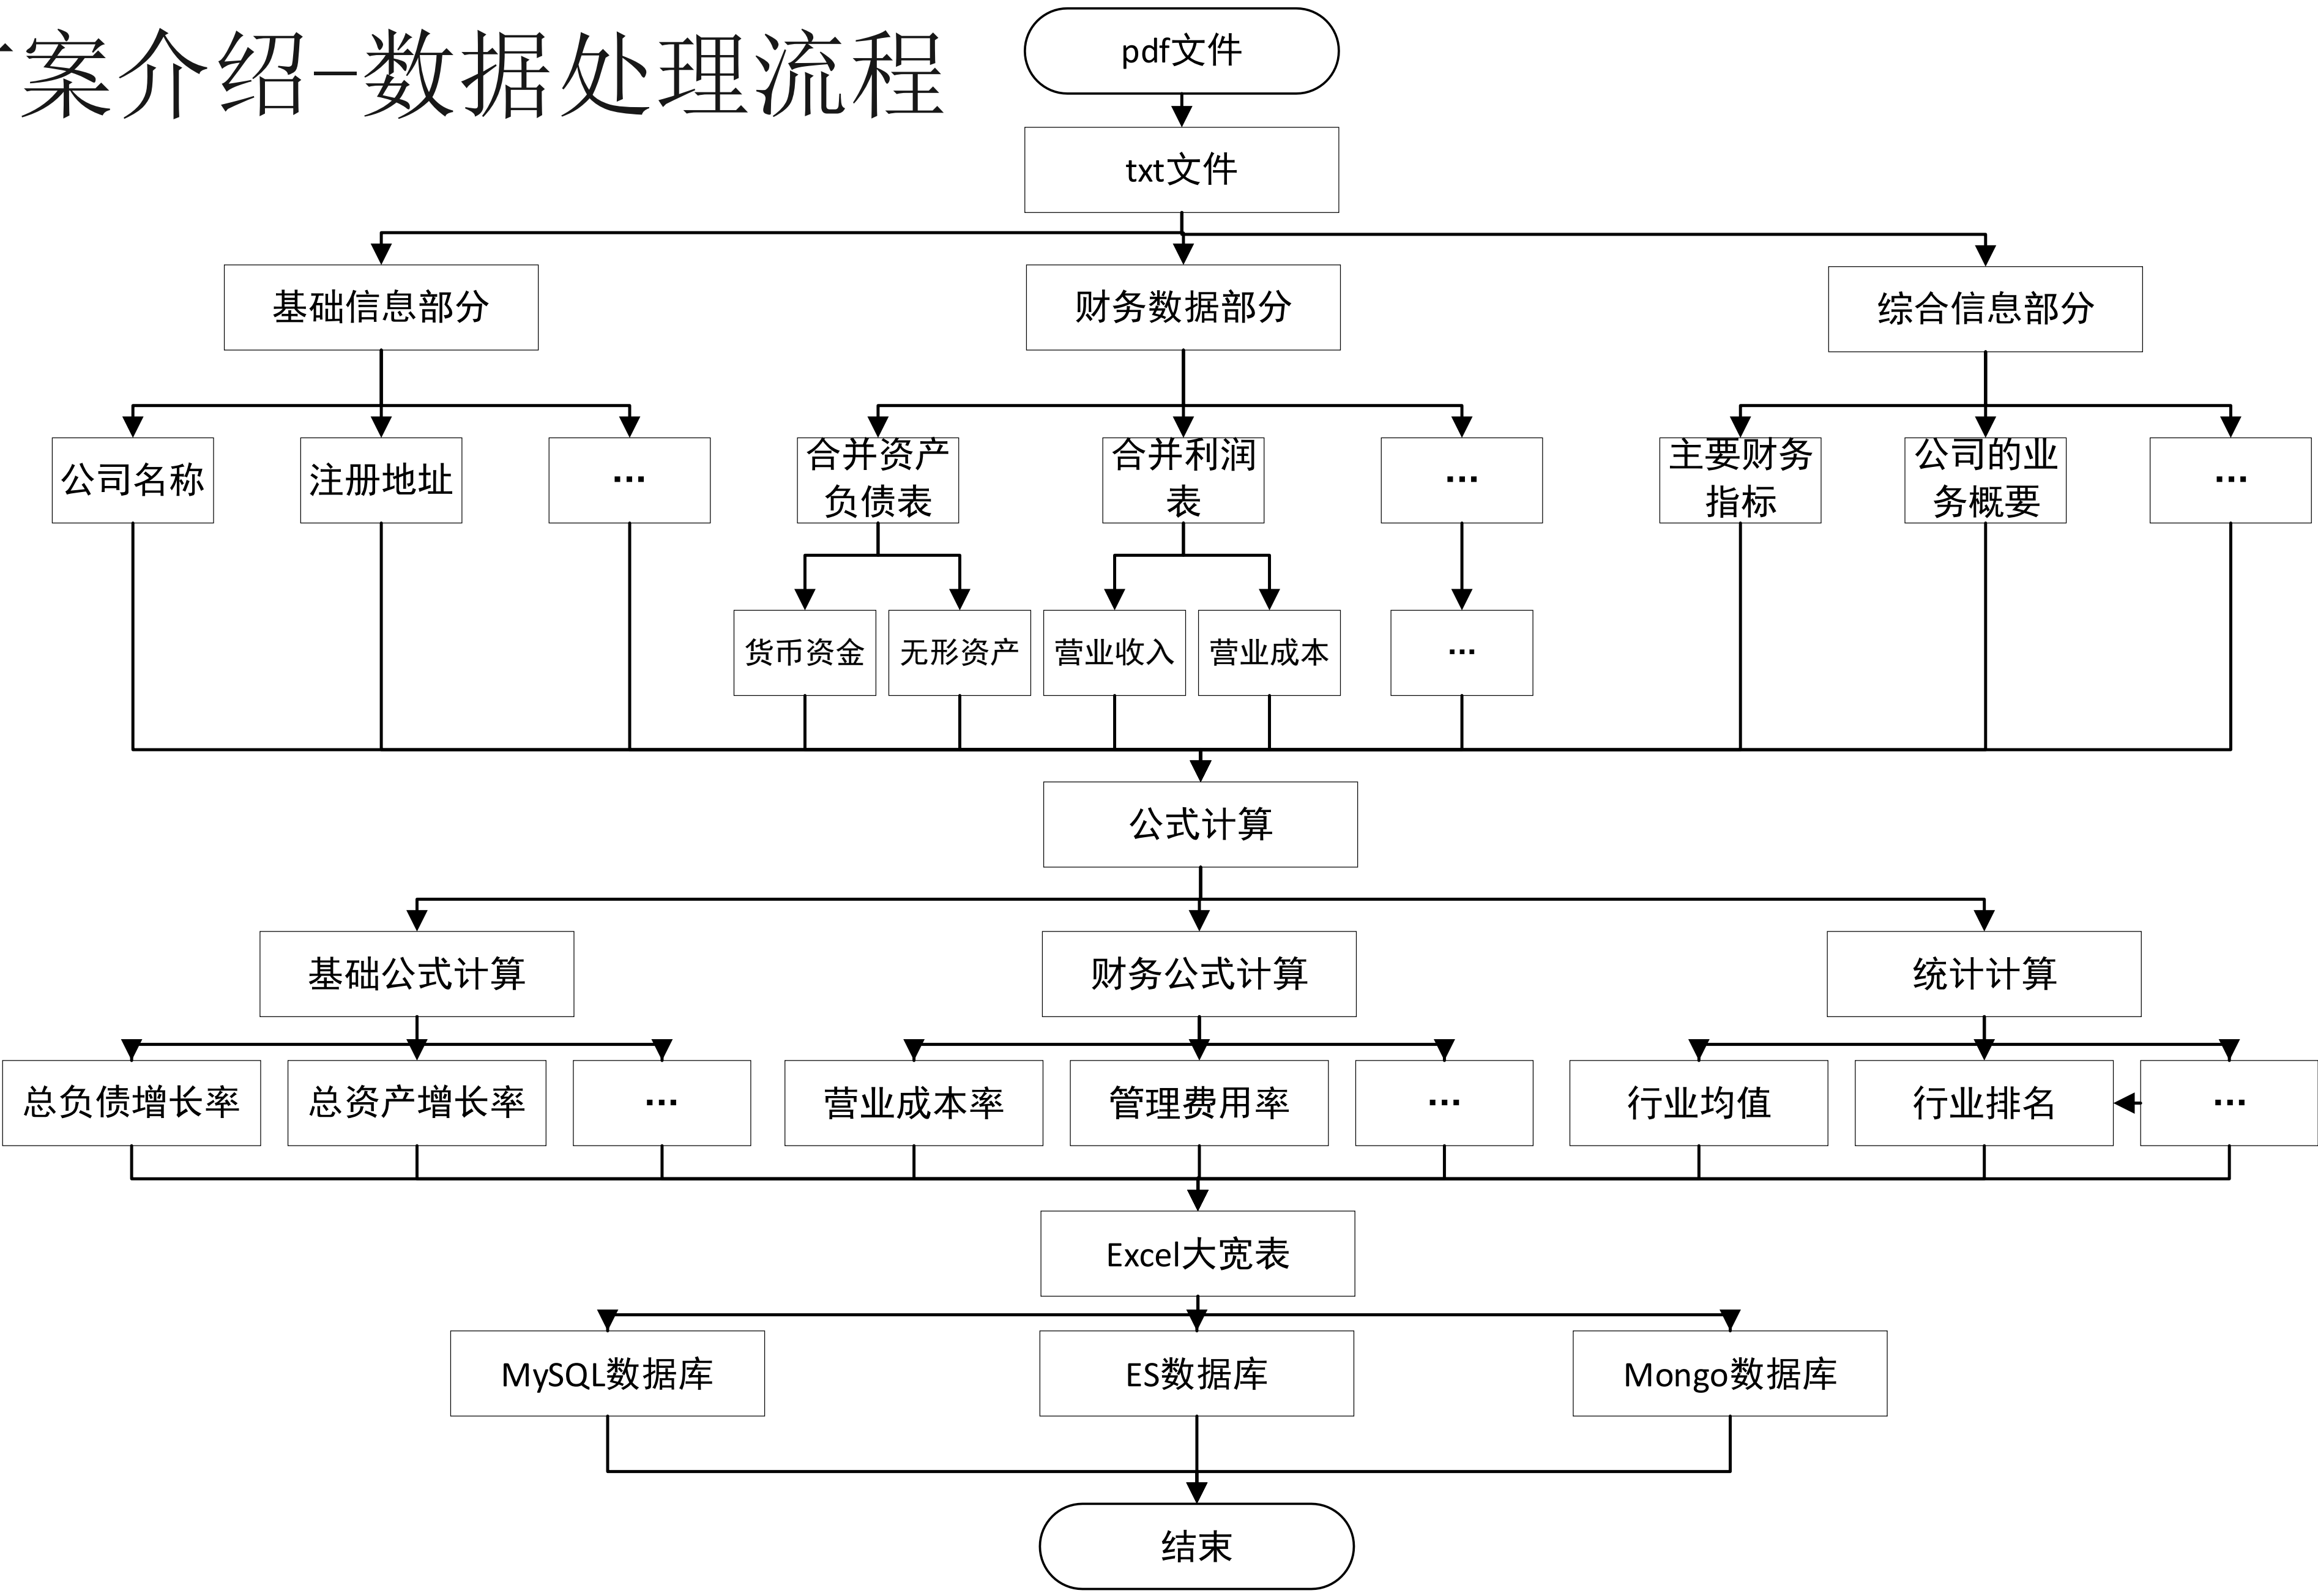 案介绍-数据处理流程
pdf文件
txt文件
基础信息部分
财务数据部分
综合信息部分
公司名称
注册地址
...
合并资产
负债表
合并利润
表
...
主要财务
指标
公司的业
务概要
...
货币资金
无形资产
营业收入
营业成本
...
公式计算
基础公式计算
财务公式计算
统计计算
总负债增长率
总资产增长率
...
营业成本率
管理费用率
...
行业均值
行业排名
...
Excel大宽表
MySQL数据库
ES数据库
Mongo数据库
结束